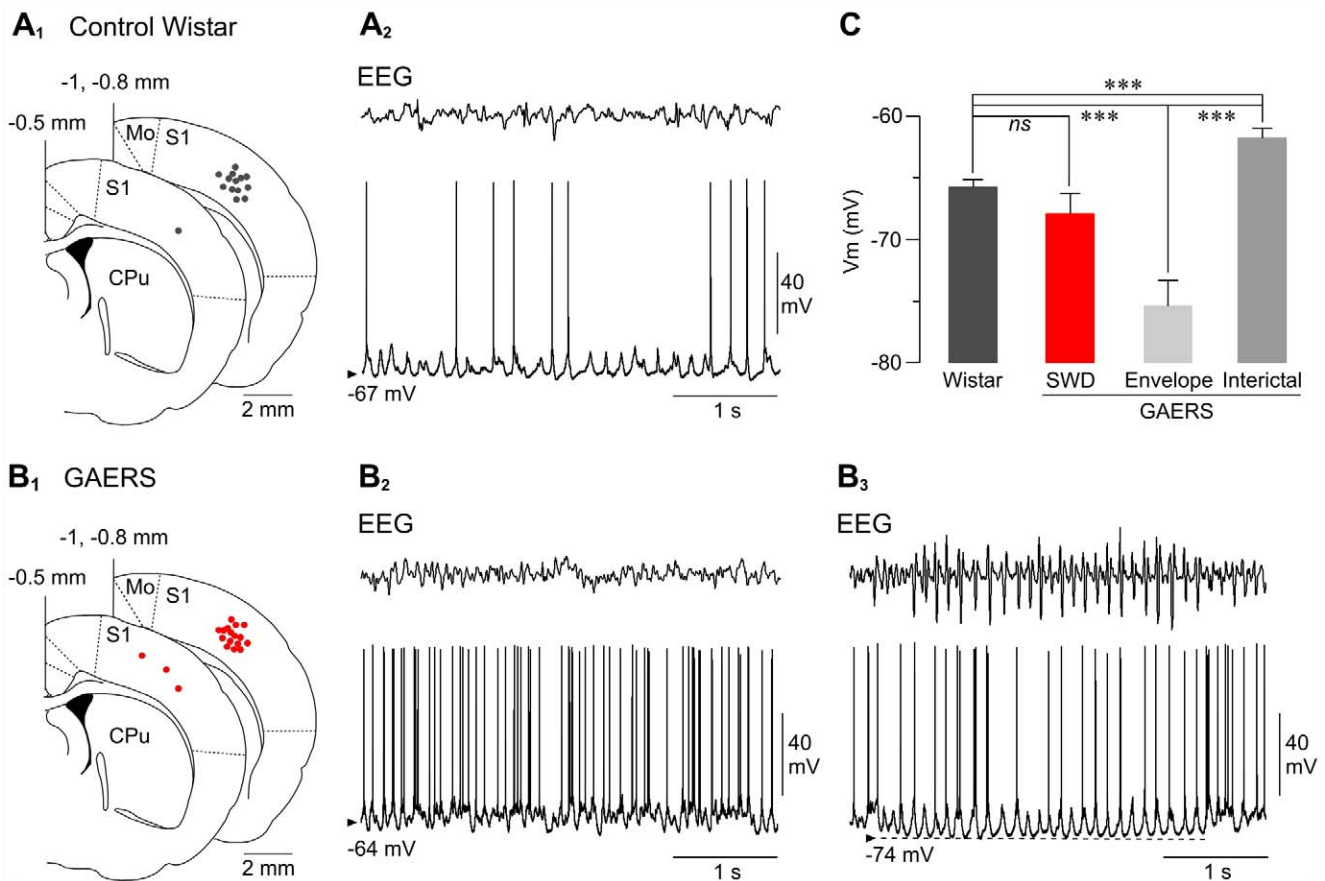 A₁ Control Wistar
-1, -0.8 mm
-0.5 mm
Mo
S1
S1
CPu
2 mm
A₂
EEG
40
mV
-67 mV
1 s
C
***
ns
***
***
-60
-70
-80
Vm (mV)
Wistar
SWD
Envelope
Interictal
GAERS
B₁ GAERS
-1, -0.8 mm
-0.5 mm
Mo
S1
S1
CPu
2 mm
B₂
EEG
40
mV
-64 mV
1 s
B₃
EEG
40
mV
-74 mV
1 s